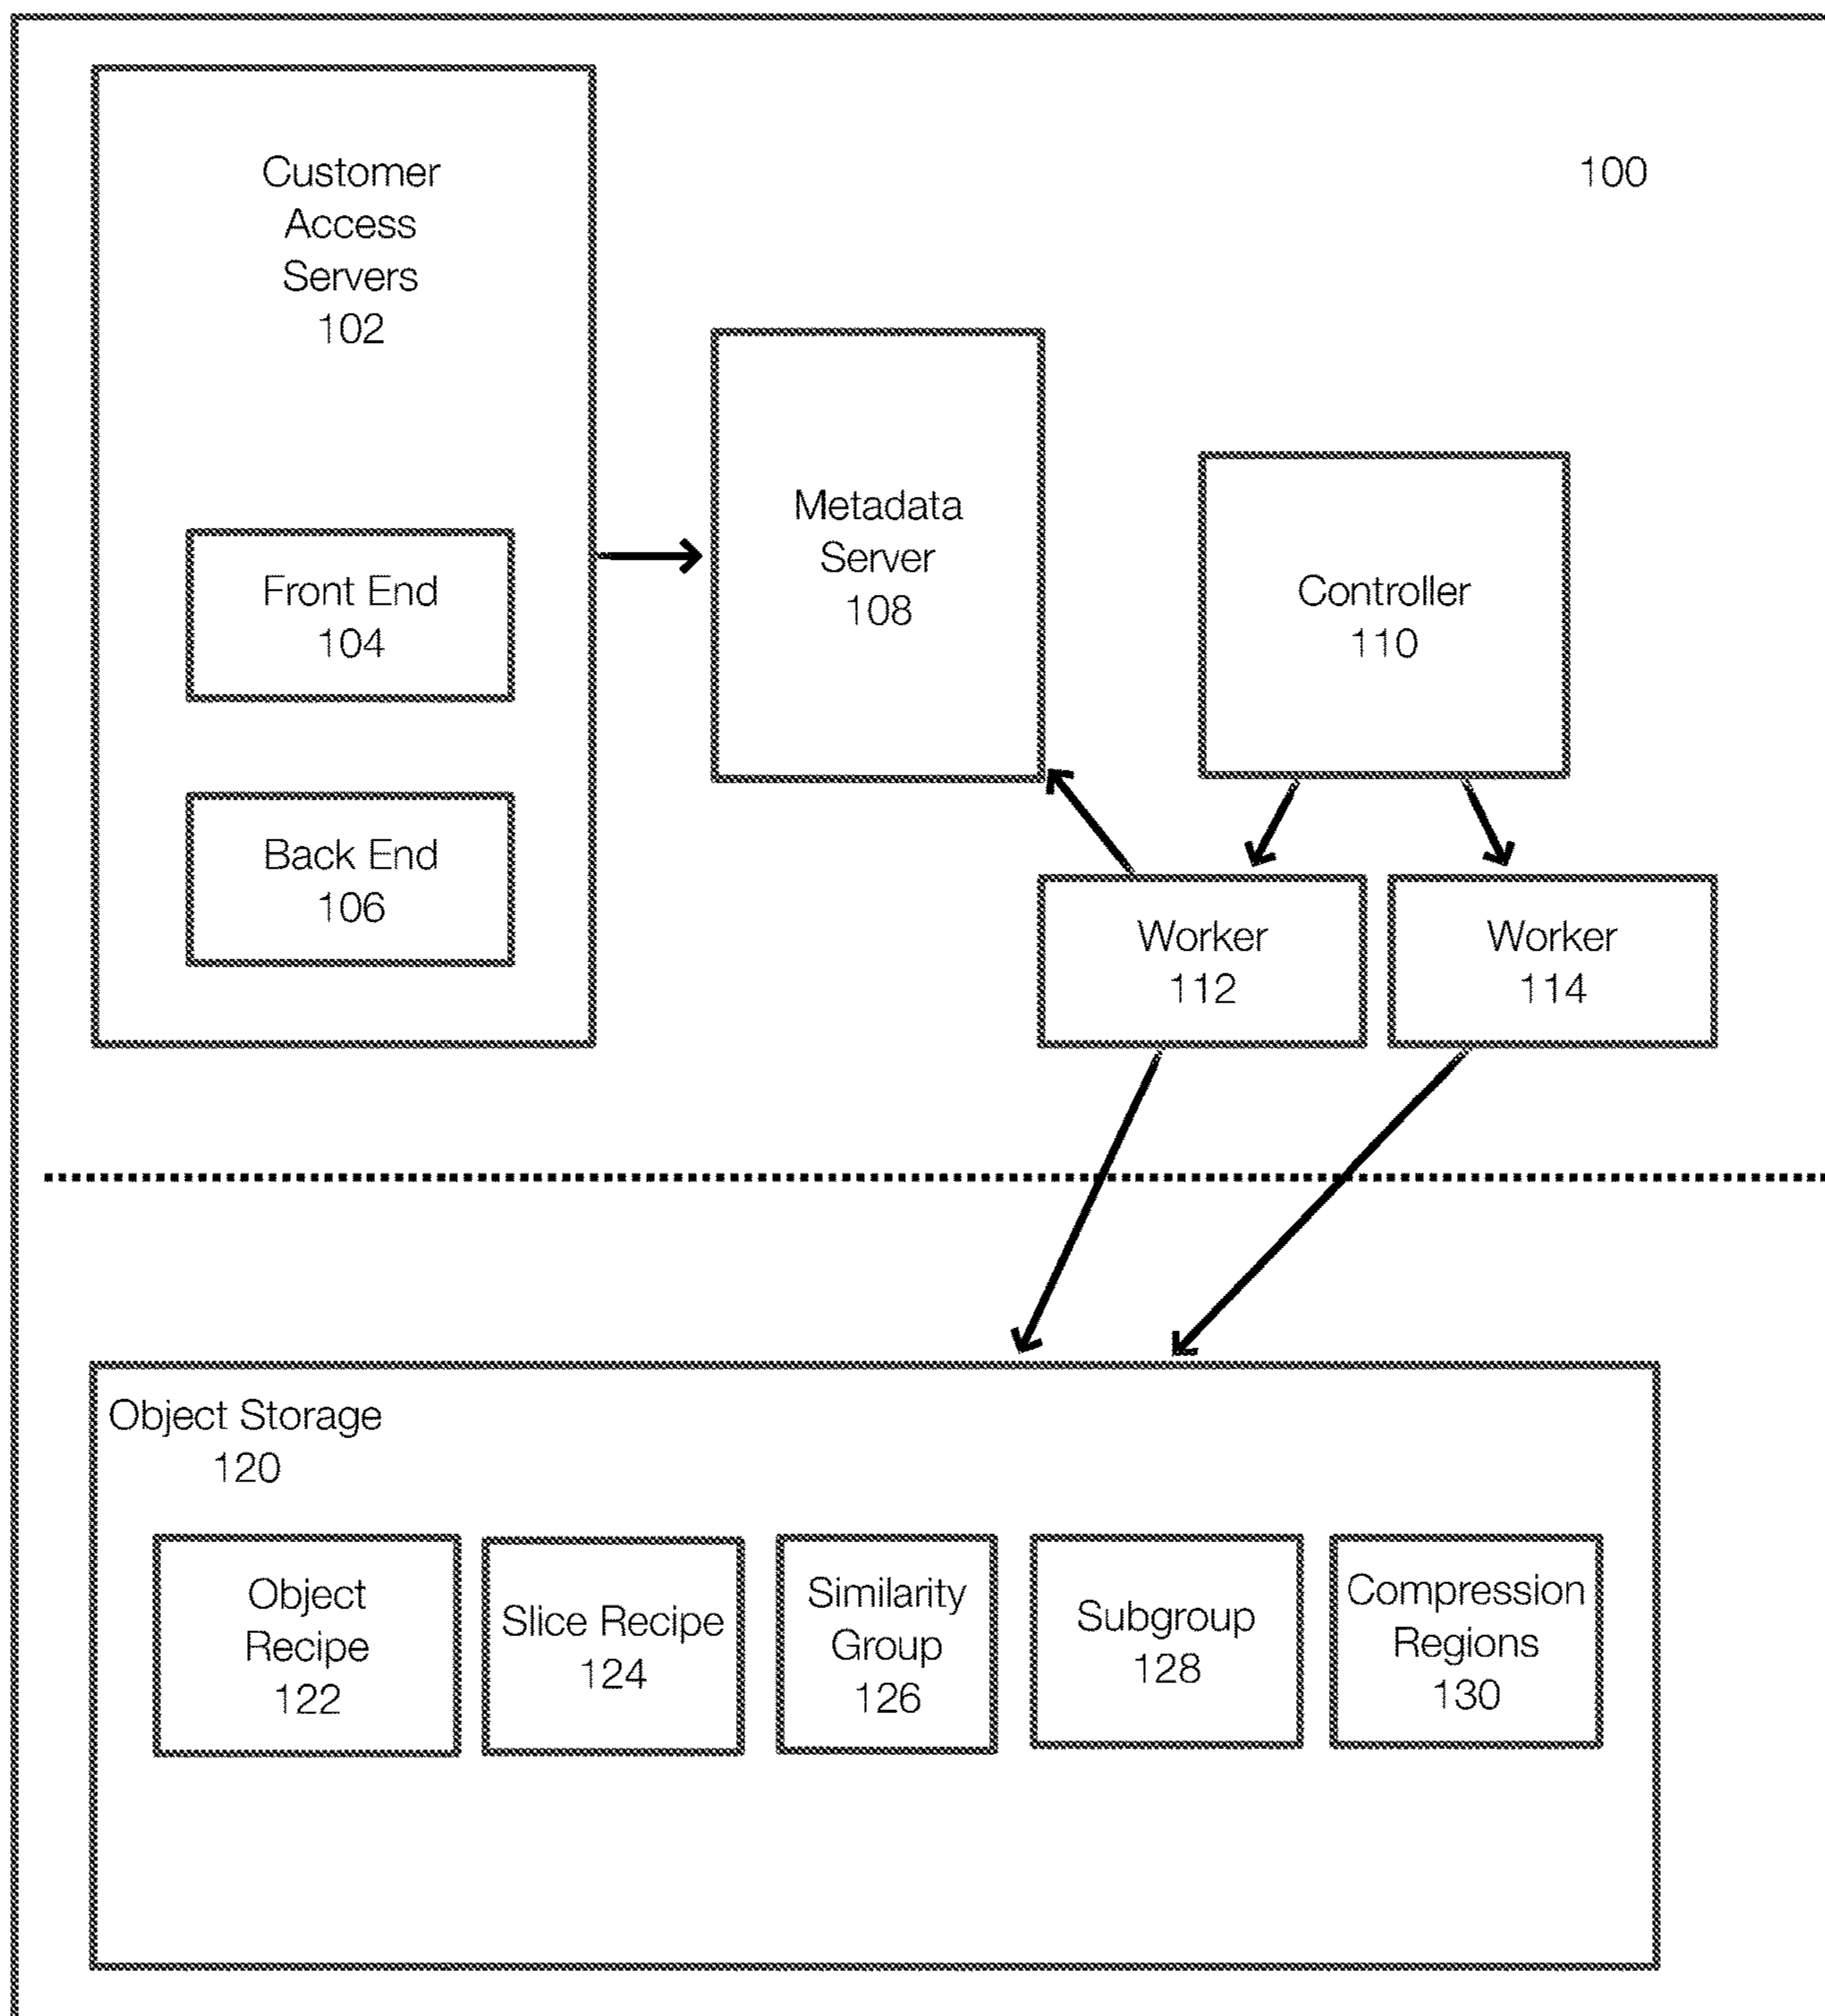 100
Customer
Access
Servers
102
Front End
104
Back End
106
Metadata
Server
108
Controller
110
Worker
112
Worker
114
Object Storage
120
Object
Recipe
122
Slice Recipe
124
Similarity
Group
126
Subgroup
128
Compression
Regions
130